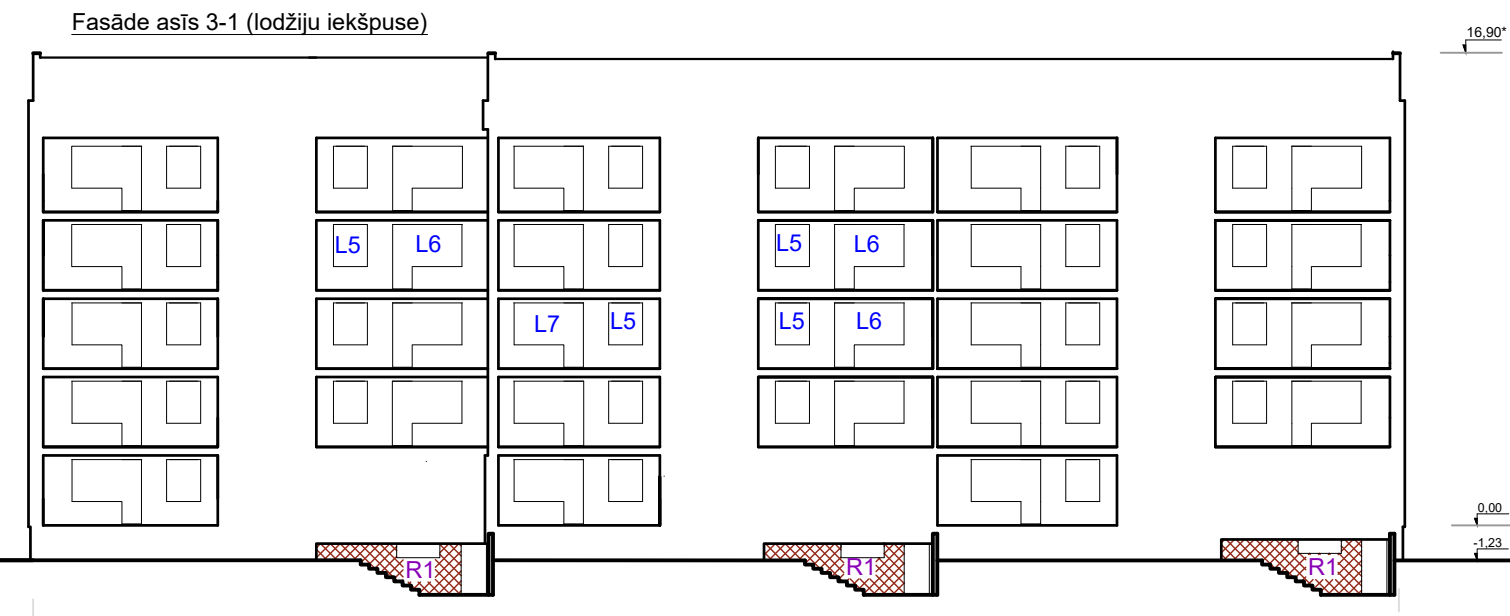 Fasāde asīs 3-1 (lodžiju iekšpuse)
16,90*
L5 L6 L5 L6
L7 L5 L5 L6
0,00
-1,23
R1 R1 R1